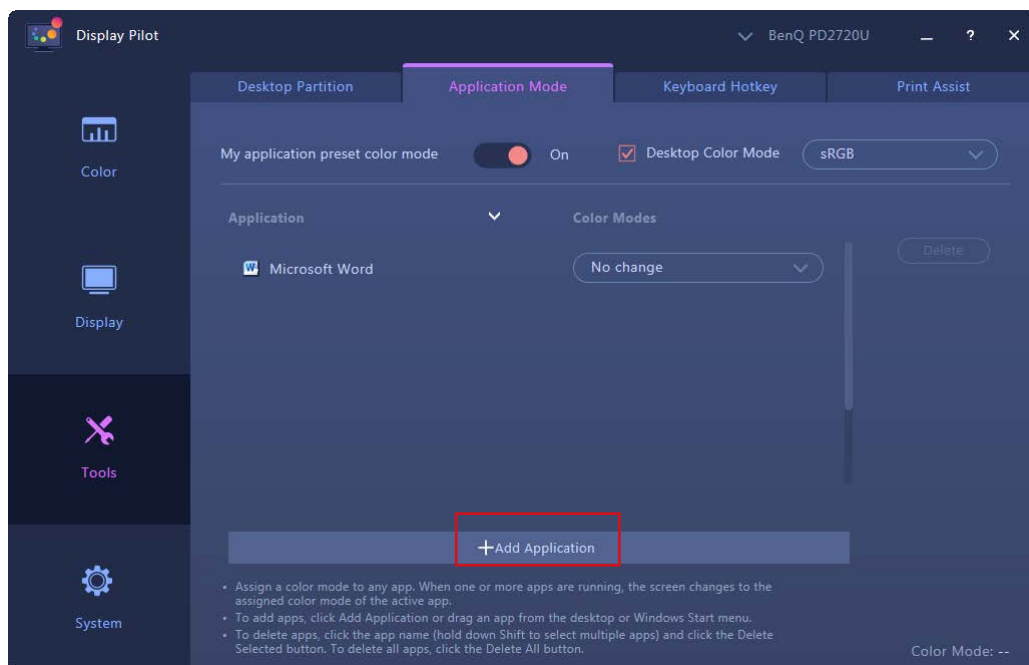 Display Pilot
BenQ PD2720U
?
Desktop Partition
Application Mode
Keyboard Hotkey
Print Assist
Color
My application preset color mode
On
Desktop Color Mode
sRGB
Application
Color Modes
W Microsoft Word
No change
Delete
Display
Tools
+Add Application
System
• Assign a color mode to any app. When one or more apps are running, the screen changes to the
assigned color mode of the active app.
• To add apps, click Add Application or drag an app from the desktop or Windows Start menu.
• To delete apps, click the app name (hold down Shift to select multiple apps) and click the Delete
Selected button. To delete all apps, click the Delete All button.
Color Mode: --